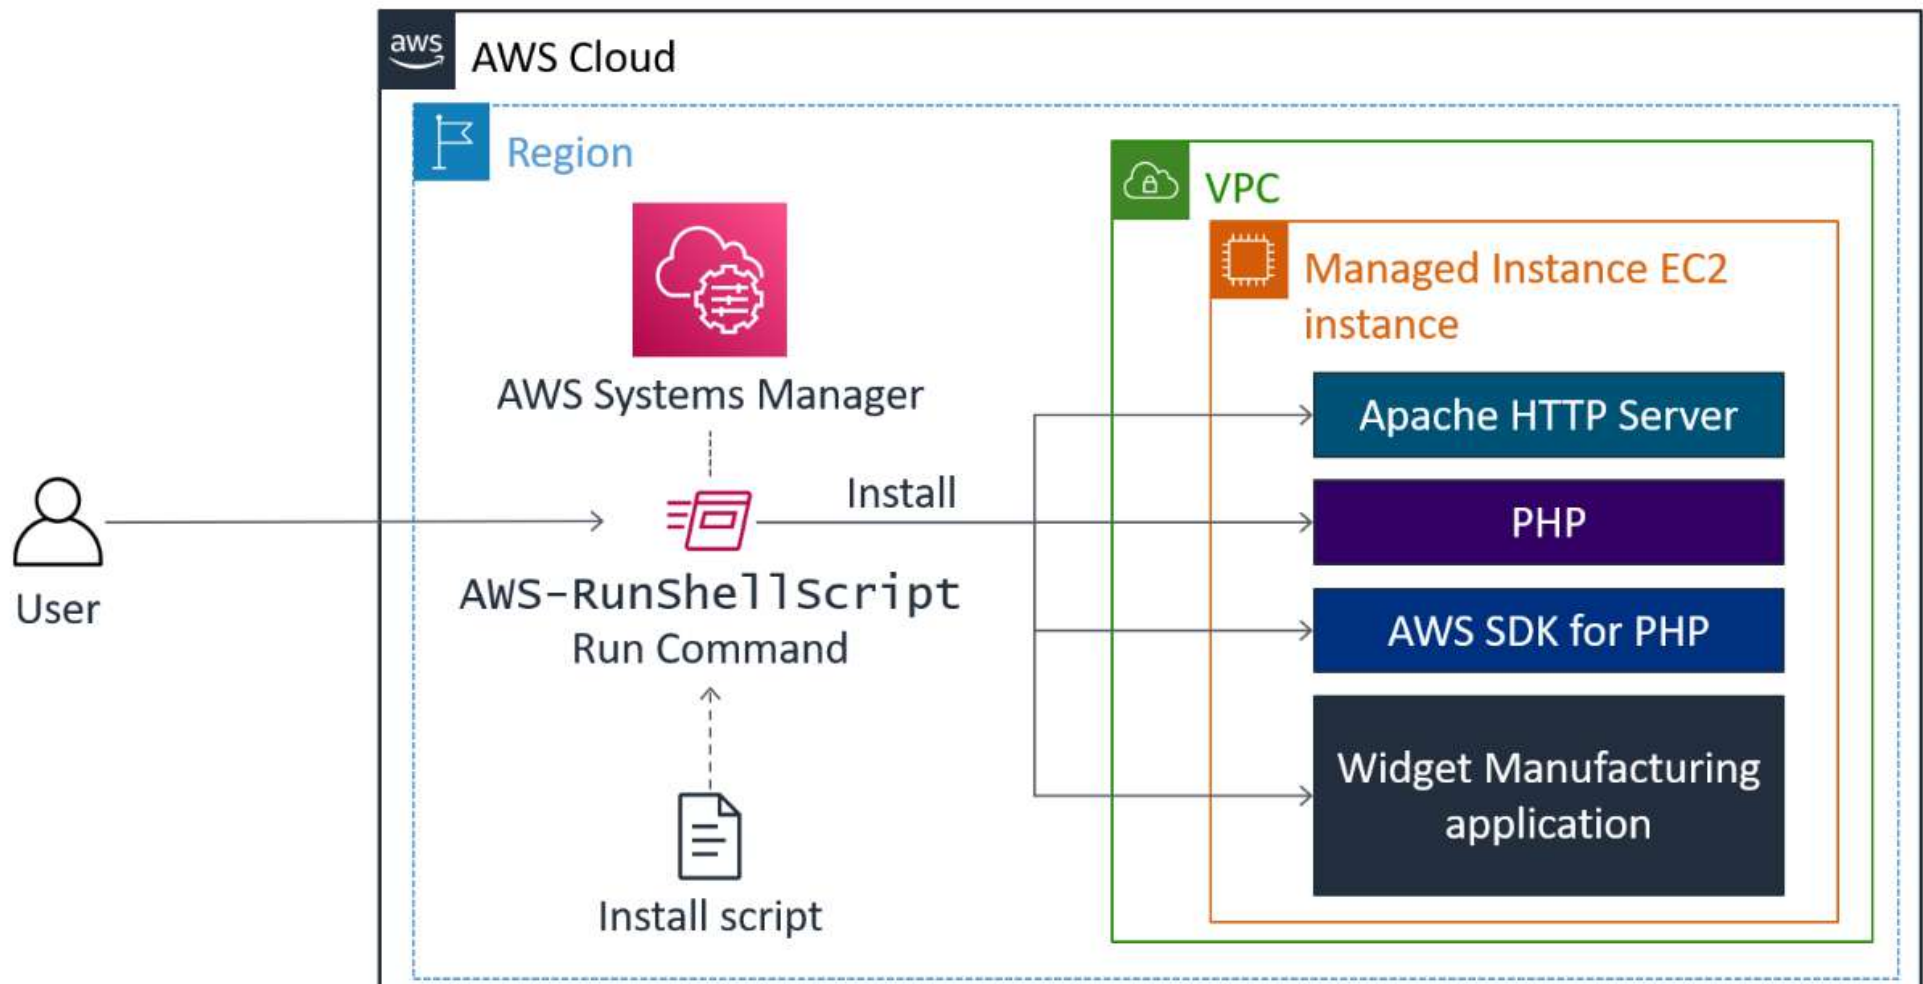 aws
AWS Cloud
Region
VPC
Managed Instance EC2
instance
AWS Systems Manager
Apache HTTP Server
Install
PHP
User
AWS-RunShellScript
Run Command
AWS SDK for PHP
Widget Manufacturing
application
Install script